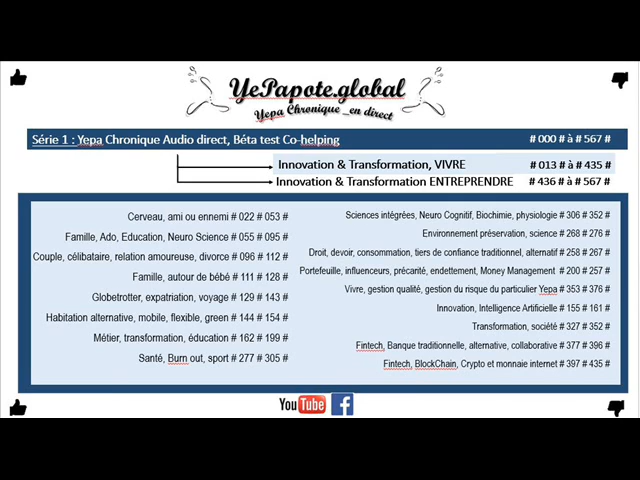 YePapote.global
Yepa Chronique _en direct
Série 1 : Yepa Chronique Audio direct, Béta test Co-helping # 000 # à # 567 #
Innovation & Transformation, VIVRE # 013 # à # 435 #
Innovation & Transformation ENTREPRENDRE # 436 # à # 567 #
Cerveau, ami ou ennemi # 022 # 053 #
Famille, Ado, Education, Neuro Science # 055 # 095 #
Couple, célibataire, relation amoureuse, divorce # 096 # 112 #
Famille, autour de bébé # 111 # 128 #
Globetrotter, expatriation, voyage # 129 # 143 #
Habitation alternative, mobile, flexible, green # 144 # 154 #
Métier, transformation, éducation # 162 # 199 #
Santé, Burn out, sport # 277 # 305 #
Sciences intégrées, Neuro Cognitif, Biochimie, physiologie # 306 # 352 #
Environnement préservation, science # 268 # 276 #
Droit, devoir, consommation, tiers de confiance traditionnel, alternatif # 258 # 267 #
Portefeuille, influenceurs, précarité, endettement, Money Management # 200 # 257 #
Vivre, gestion qualité, gestion du risque du particulier Yepa # 353 # 376 #
Innovation, Intelligence Artificielle # 155 # 161 #
Transformation, société # 327 # 352 #
Fintech, Banque traditionnelle, alternative, collaborative # 377 # 396 #
Fintech, BlockChain, Crypto et monnaie internet # 397 # 435 #
YouTube f